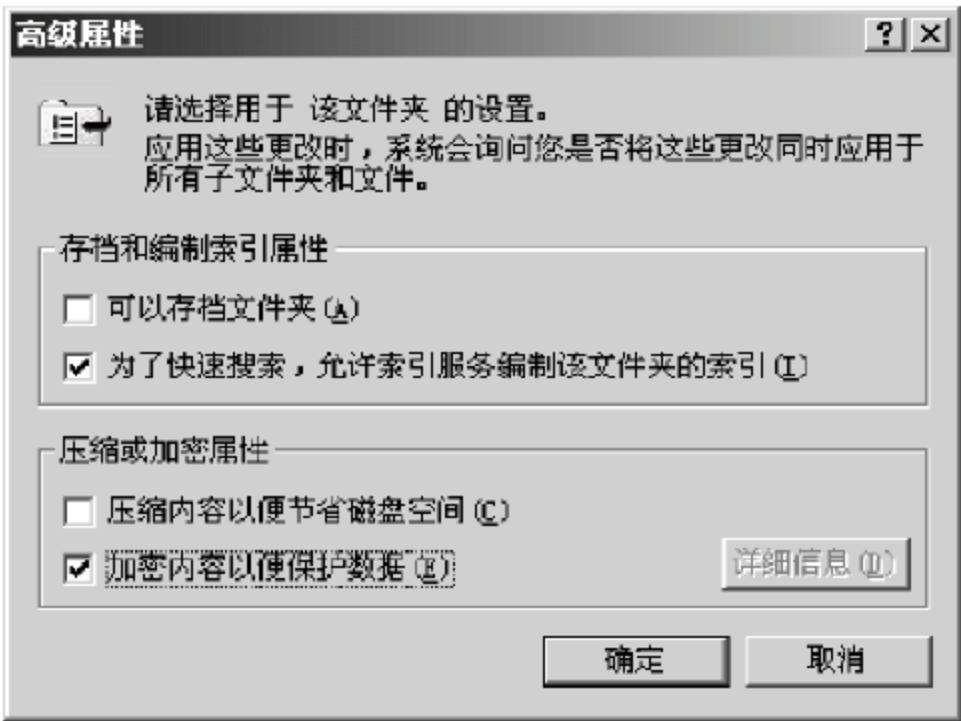 高级属性
请选择用于 该文件夹 的设置。
应用这些更改时,系统会询问您是否将这些更改同时应用于
所有子文件夹和文件。
存档和编制索引属性
可以存档文件夹(A)
为了快速搜索,允许索引服务编制该文件夹的索引(I)
压缩或加密属性
压缩内容以便节省磁盘空间(C)
加密内容以便保护数据(E)
详细信息(D)
确定
取消